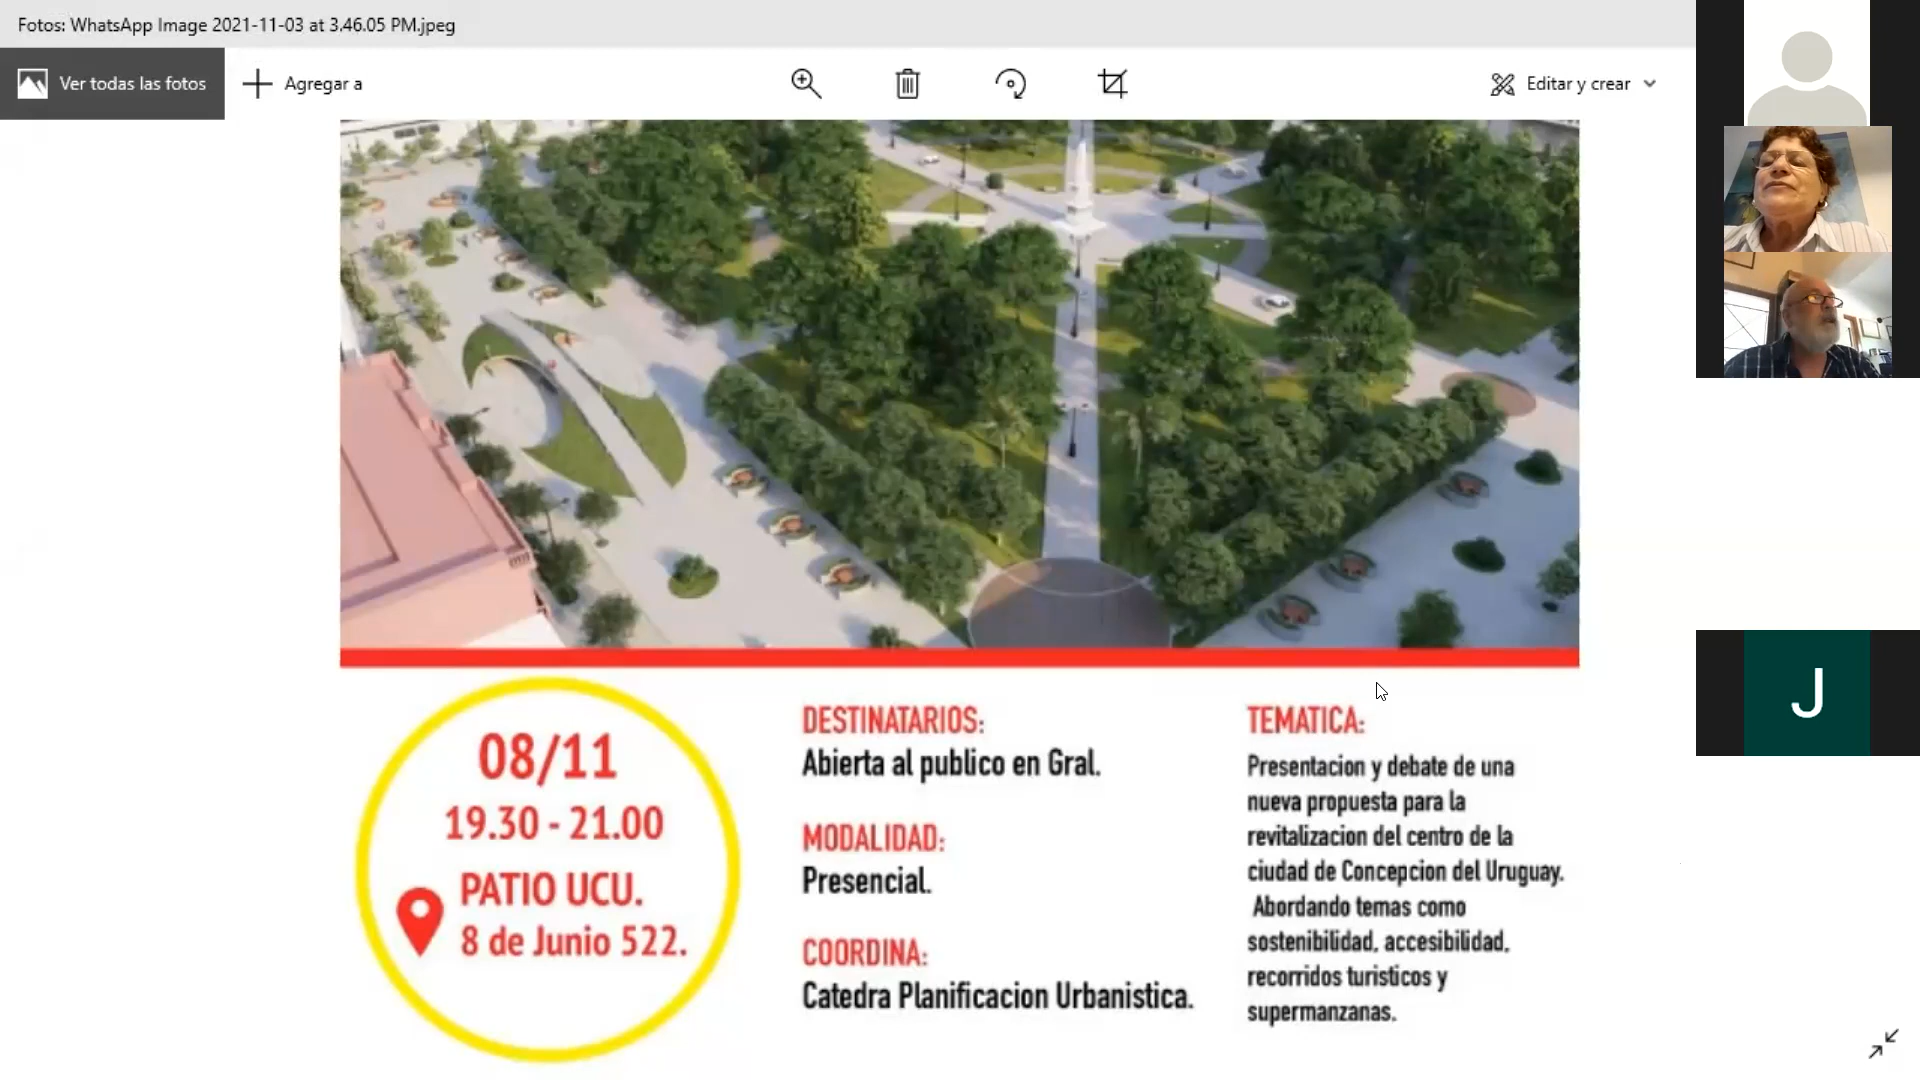 Fotos: WhatsApp Image 2021-11-03 at 3.46.05 PM.jpeg
Ver todas las fotos
Agregar a
Editar y crear
08/11
19.30 - 21.00
PATIO UCU.
8 de Junio 522.
DESTINATARIOS:
Abierta al publico en Gral.
MODALIDAD:
Presencial.
COORDINA:
Catedra Planificacion Urbanistica.
TEMATICA:
Presentacion y debate de una
nueva propuesta para la
revitalizacion del centro de la
ciudad de Concepcion del Uruguay.
Abordando temas como
sostenibilidad, accesibilidad,
recorridos turisticos y
supermanzanas.
J